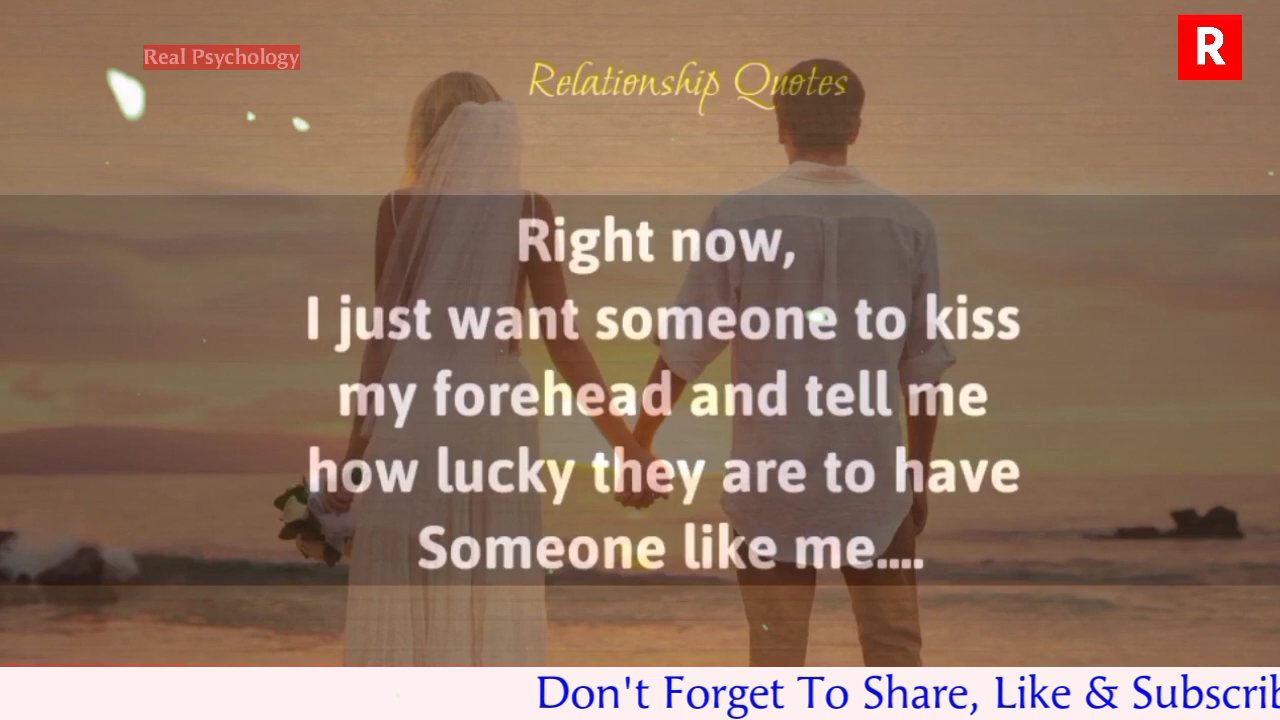 Real Psychology
R
Relationship Quotes
Right now,
I just want someone to kiss
my forehead and tell me
how lucky they are to have
Someone like me....
Don't Forget To Share, Like & Subscrib